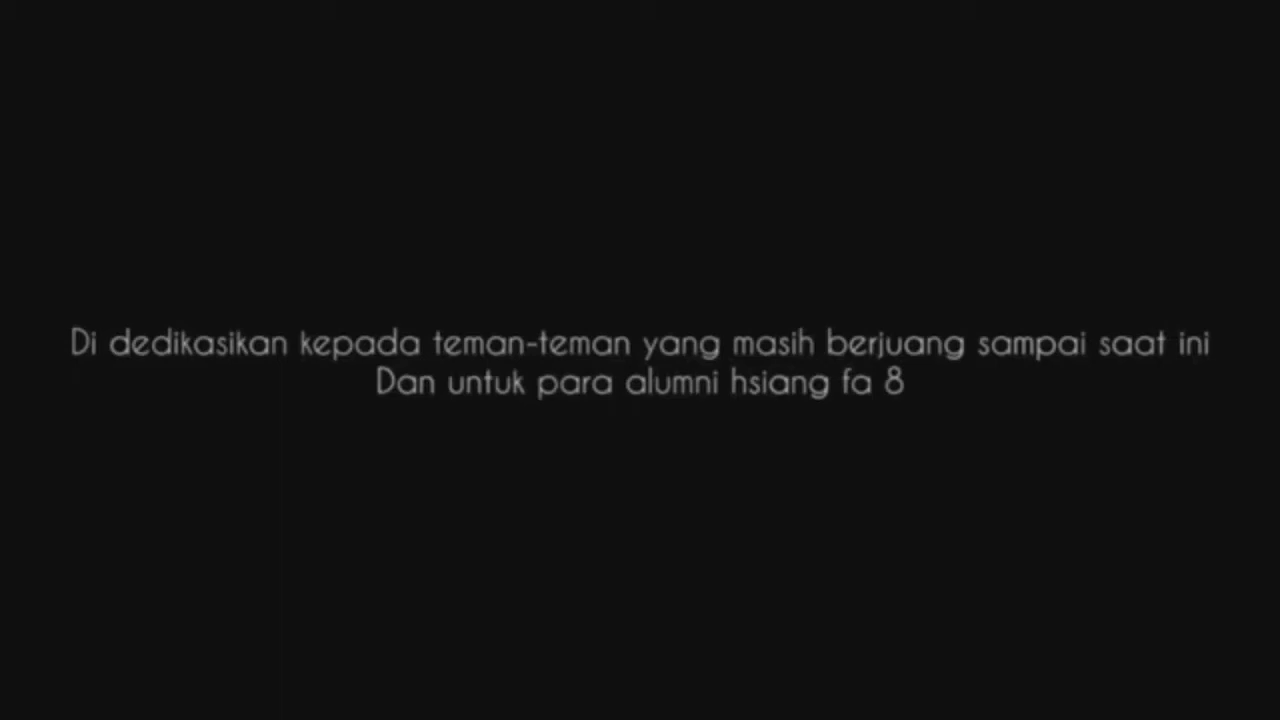 Di dedikasikan kepada teman-teman yang masih berjuang sampai saat ini
Dan untuk para alumni hsiang fa 8